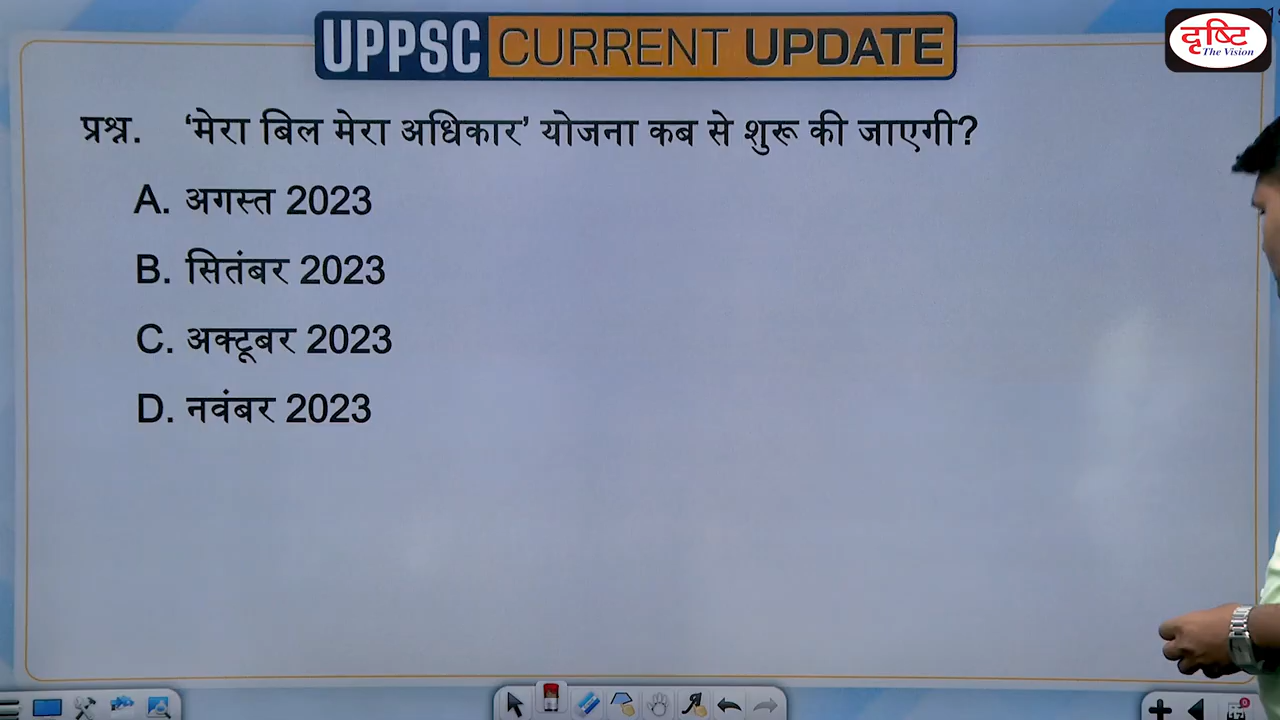 UPPSC CURRENT UPDATE
दृष्टि
The Vision
प्रश्न. ‘मेरा बिल मेरा अधिकार’ योजना कब से शुरू की जाएगी?
A. अगस्त 2023
B. सितंबर 2023
C. अक्टूबर 2023
D. नवंबर 2023